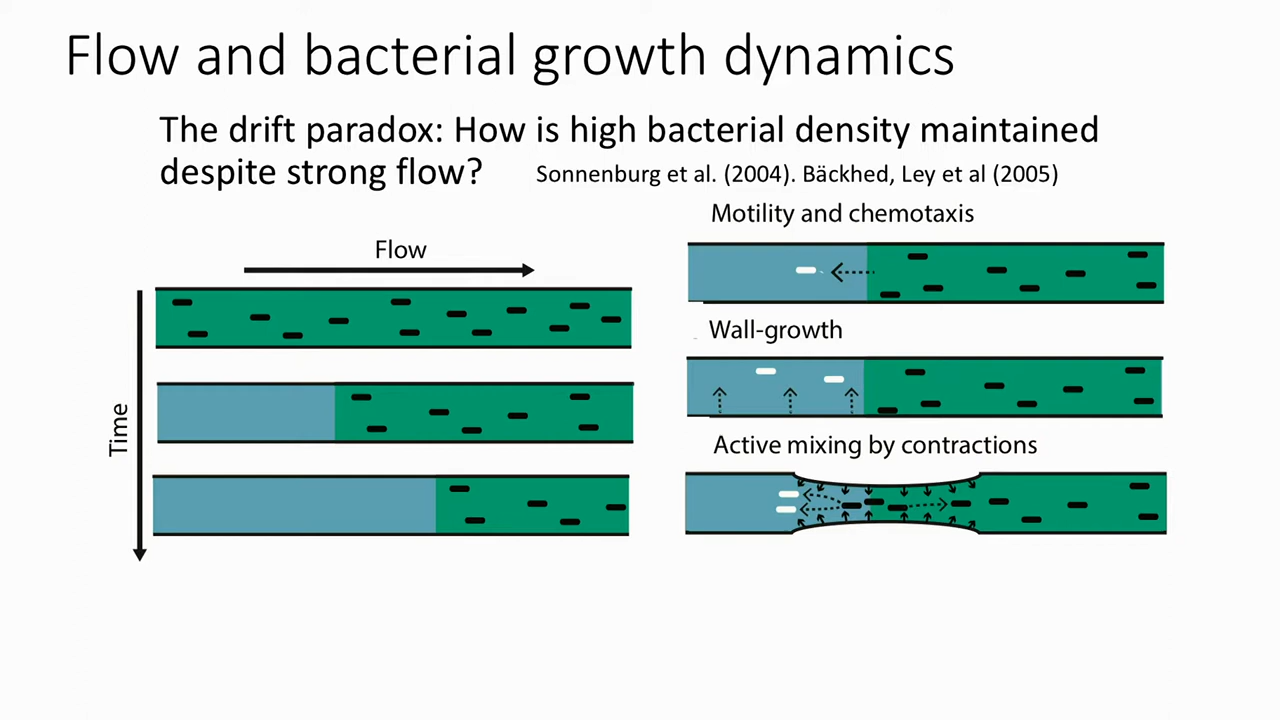 Flow and bacterial growth dynamics
The drift paradox: How is high bacterial density maintained
despite strong flow? Sonnenburg et al. (2004). Bäckhed, Ley et al (2005)
Flow
Time
Motility and chemotaxis
Wall-growth
Active mixing by contractions